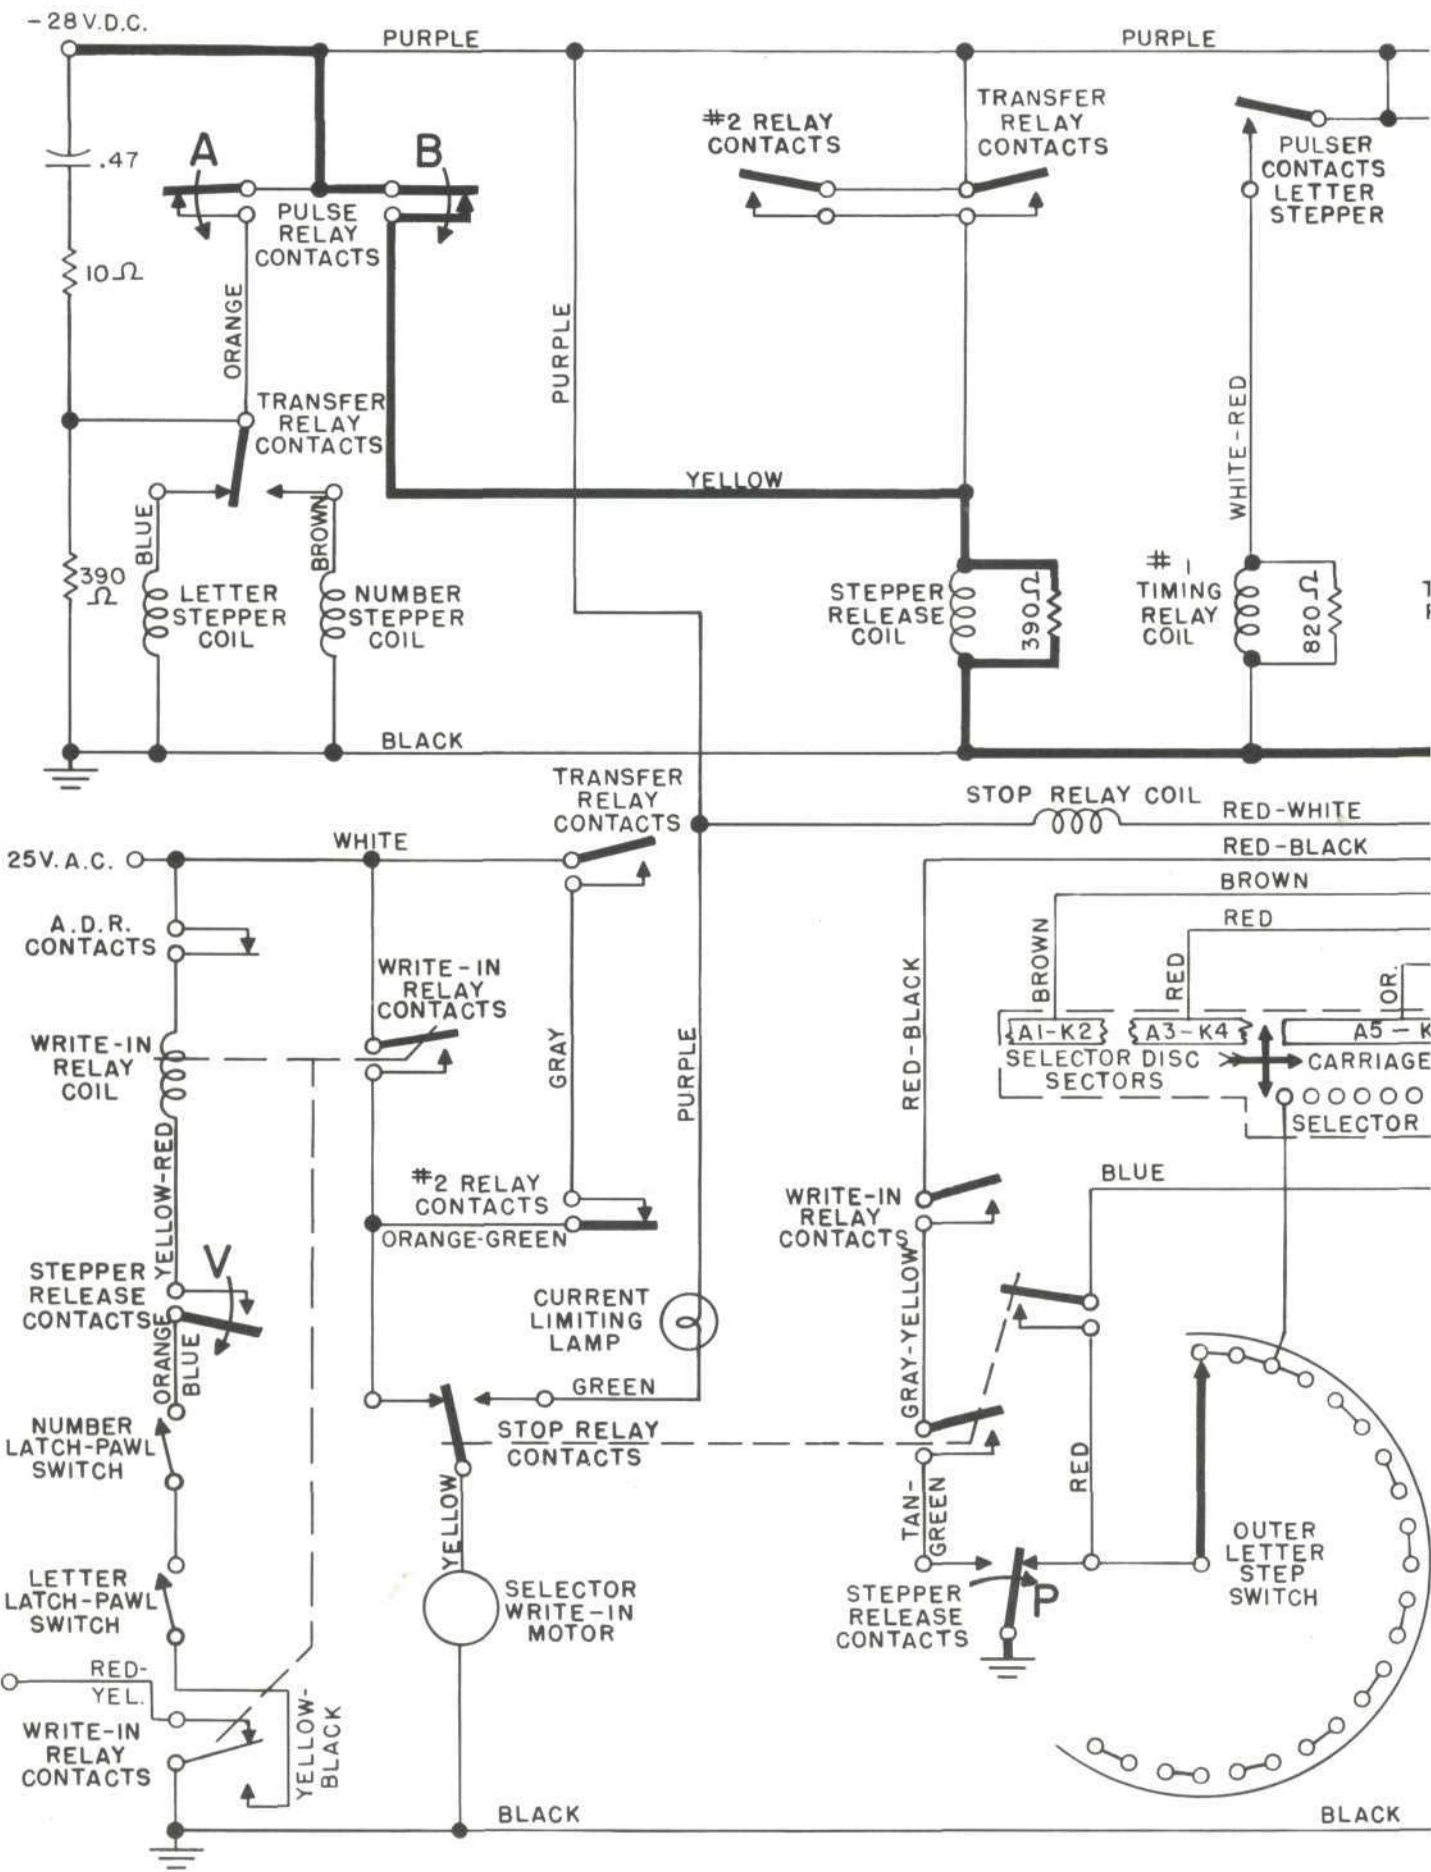 -28 V.D.C.
PURPLE
PURPLE
A
B
.47
PULSE
RELAY
CONTACTS
#2 RELAY
CONTACTS
TRANSFER
RELAY
CONTACTS
PULSER
CONTACTS
LETTER
STEPPER
10Ω
ORANGE
PURPLE
WHITE-RED
TRANSFER
RELAY
CONTACTS
YELLOW
BLUE
BROWN
390
Ω
LETTER
STEPPER
COIL
NUMBER
STEPPER
COIL
STEPPER
RELEASE
COIL
390Ω
#1
TIMING
RELAY
COIL
820Ω
BLACK
TRANSFER
RELAY
CONTACTS
STOP RELAY COIL
RED-WHITE
25V. A.C.
WHITE
RED-BLACK
BROWN
RED
A.D.R.
CONTACTS
WRITE-IN
RELAY
CONTACTS
GRAY
PURPLE
RED-BLACK
BROWN
RED
OR.
A1-K2
A3-K4
A5 - K
SELECTOR DISC
SECTORS
CARRIAGE
SELECTOR
WRITE-IN
RELAY
COIL
YELLOW-RED
#2 RELAY
CONTACTS
ORANGE-GREEN
WRITE-IN
RELAY
CONTACTS
BLUE
STEPPER
RELEASE
CONTACTS
V
ORANGE
BLUE
CURRENT
LIMITING
LAMP
GRAY-YELLOW
GREEN
NUMBER
LATCH-PAWL
SWITCH
STOP RELAY
CONTACTS
YELLOW
TAN-
GREEN
RED
OUTER
LETTER
STEP
SWITCH
LETTER
LATCH-PAWL
SWITCH
SELECTOR
WRITE-IN
MOTOR
STEPPER
RELEASE
CONTACTS
P
RED-
YEL.
WRITE-IN
RELAY
CONTACTS
YELLOW-
BLACK
BLACK
BLACK